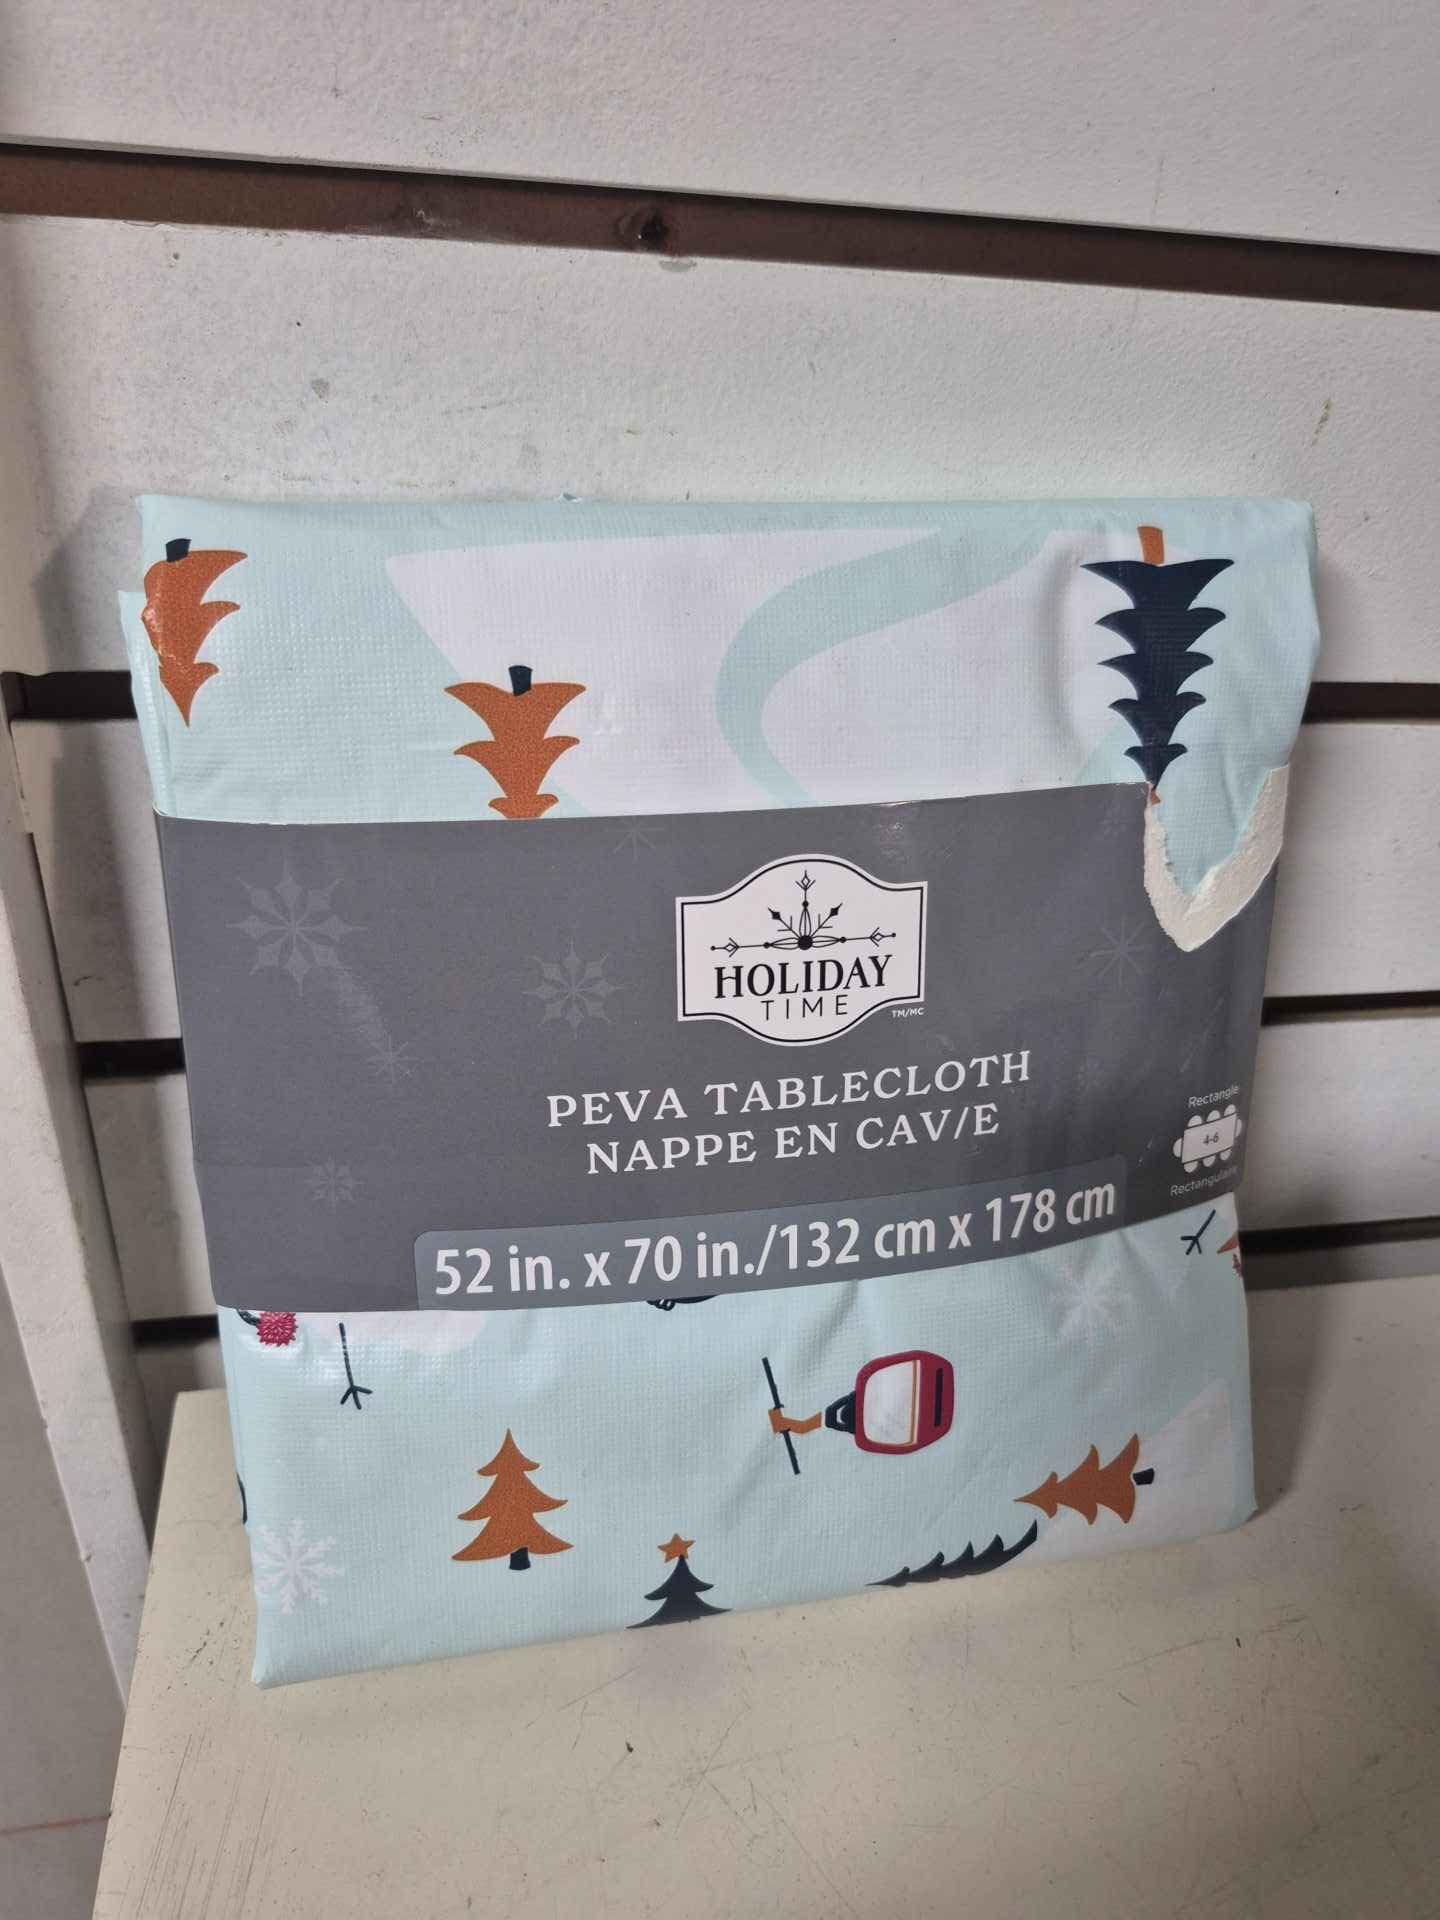 HOLIDAY
TIME
TM/MC
PEVA TABLECLOTH
NAPPE EN CAV/E
Rectangle
4-6
Rectangulaire
52 in. x 70 in./132 cm x 178 cm